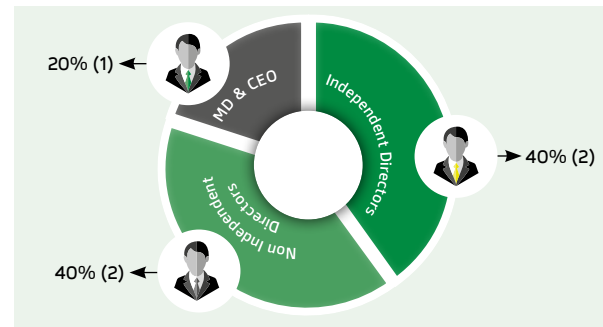 20% (1)
MD & CEO
Independent Directors
40% (2)
Non Independent
Directors
40% (2)